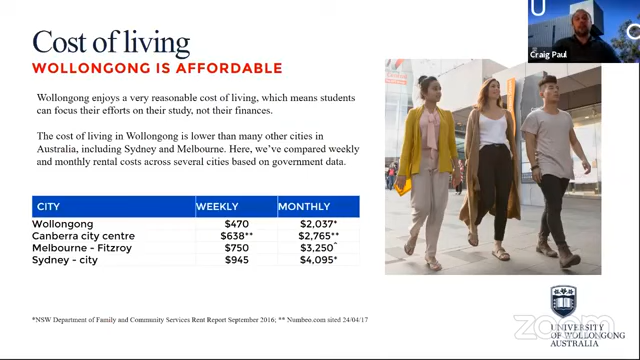 Cost of living
WOLLONGONG IS AFFORDABLE
Wollongong enjoys a very reasonable cost of living, which means students
can focus their efforts on their study, not their finances.
The cost of living in Wollongong is lower than many other cities in
Australia, including Sydney and Melbourne. Here, we've compared weekly
and monthly rental costs across several cities based on government data.
CITY WEEKLY MONTHLY
Wollongong $470 $2,037*
Canberra city centre $638** $2,765**
Melbourne - Fitzroy $750 $3,250^
Sydney - city $945 $4,095*
*NSW Department of Family and Community Services Rent Report September 2016; ** Numbeo.com sited 24/04/17
U
O
Craig Paul
zoom
UNIVERSITY
OF WOLLONGONG
AUSTRALIA